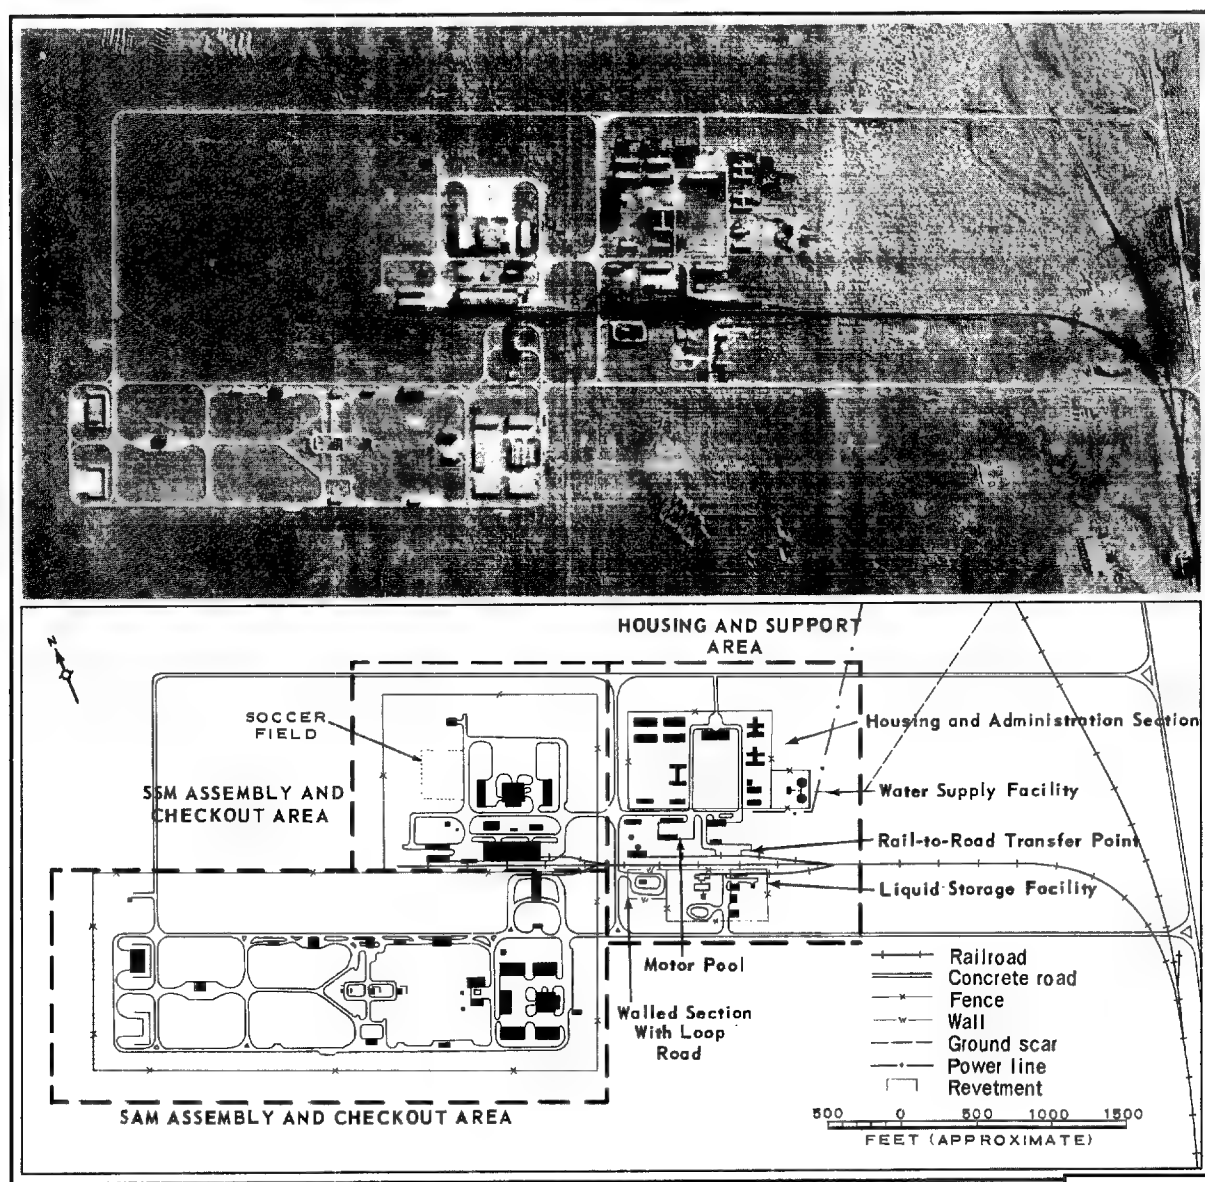 HOUSING AND SUPPORT
AREA
N
SOCCER
FIELD
Housing and Administration Section
SSM ASSEMBLY AND
CHECKOUT AREA
Water Supply Facility
Rail-to-Road Transfer Point
Liquid Storage Facility
Motor Pool
Walled Section
With Loop
Road
Railroad
Concrete road
Fence
Wall
Ground scar
Power line
Revetment
SAM ASSEMBLY AND CHECKOUT AREA
500 0 500 1000 1500
FEET (APPROXIMATE)